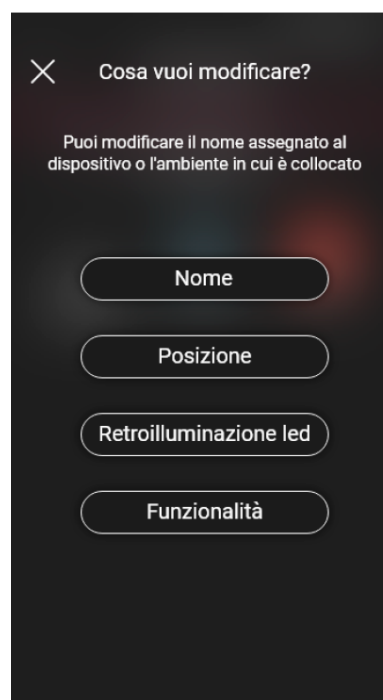 Cosa vuoi modificare?
Puoi modificare il nome assegnato al
dispositivo o l'ambiente in cui è collocato
Nome
Posizione
Retroilluminazione led
Funzionalità